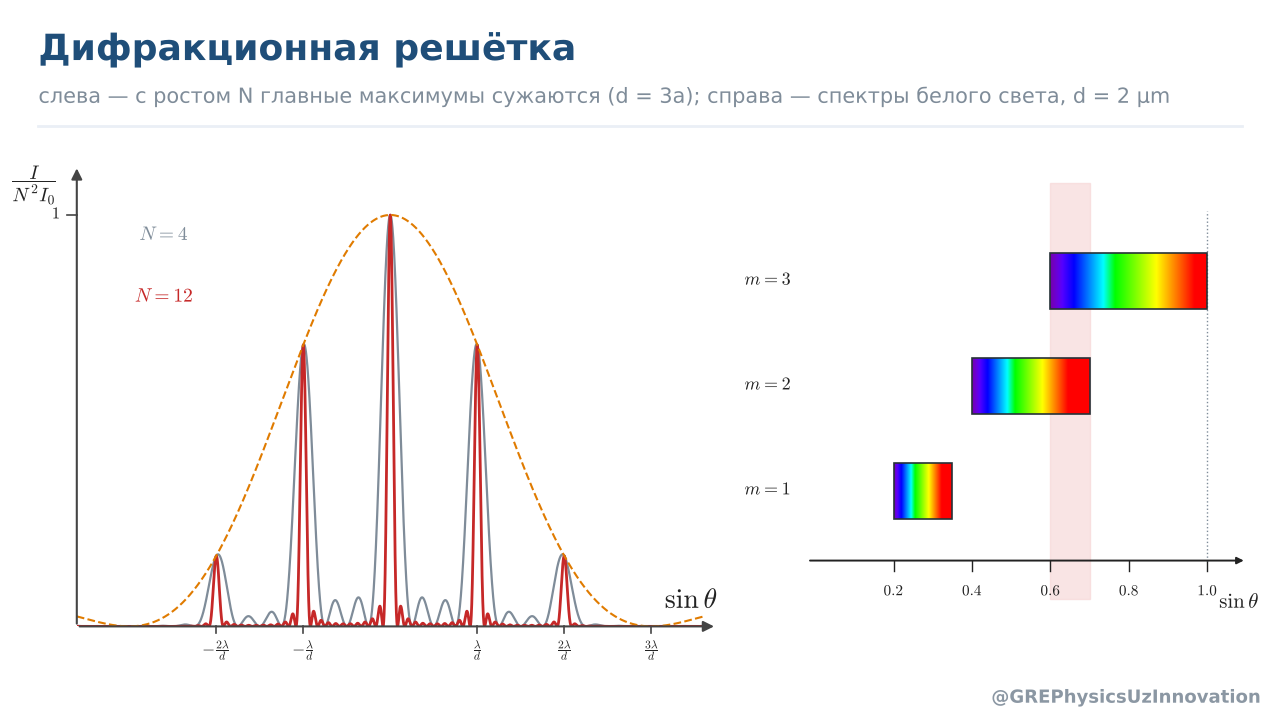 Дифракционная решётка
слева — с ростом N главные максимумы сужаются (d = 3a); справа — спектры белого света, d = 2 µm
I/(N²I₀)
1
N = 4
N = 12
sin θ
−2λ/d −λ/d λ/d 2λ/d 3λ/d
m = 3
m = 2
m = 1
0.2 0.4 0.6 0.8 1.0
sin θ
@GREPhysicsUzInnovation